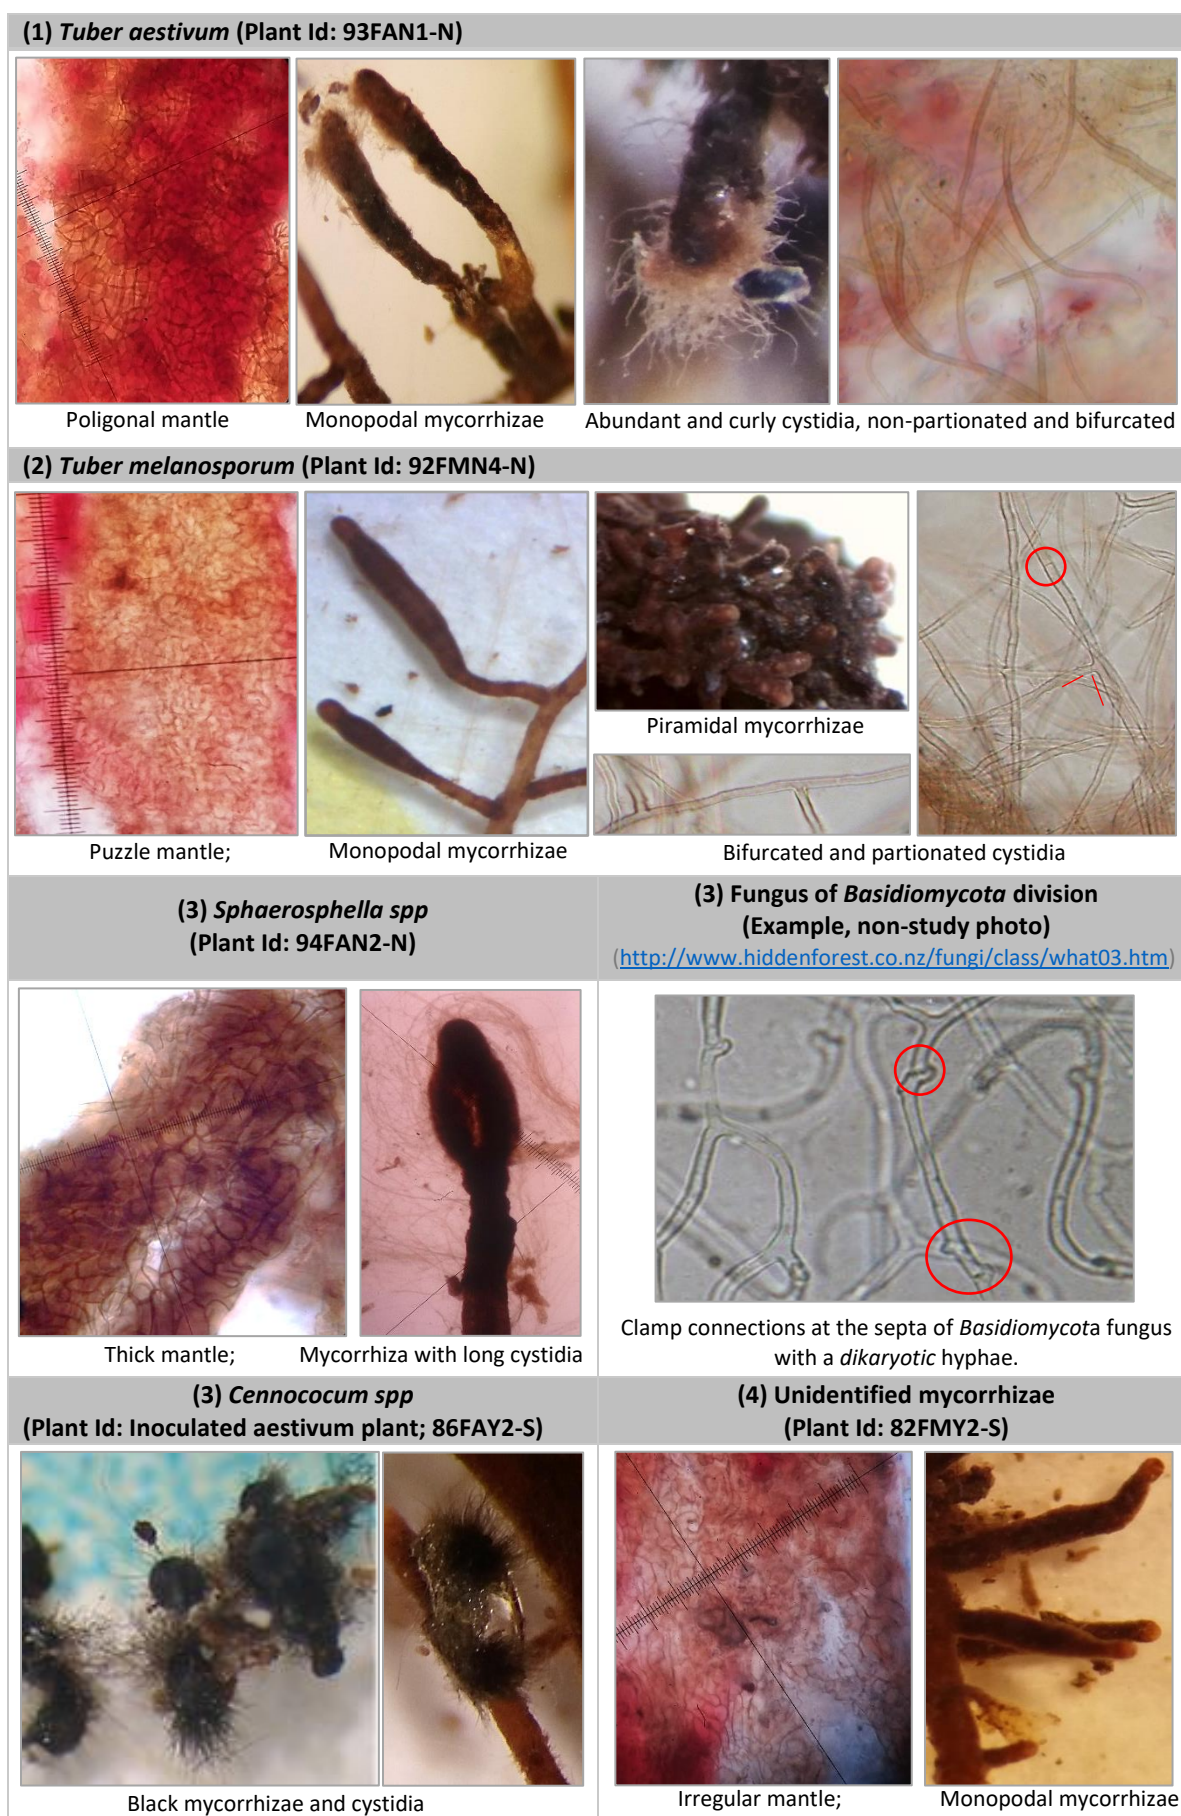 (1) Tuber aestivum (Plant Id: 93FAN1-N)
Poligonal mantle
Monopodal mycorrhizae
Abundant and curly cystidia, non-partionated and bifurcated
(2) Tuber melanosporum (Plant Id: 92FMN4-N)
Piramidal mycorrhizae
Puzzle mantle;
Monopodal mycorrhizae
Bifurcated and partionated cystidia
(3) Sphaerosphella spp
(Plant Id: 94FAN2-N)
(3) Fungus of Basidiomycota division
(Example, non-study photo)
(http://www.hiddenforest.co.nz/fungi/class/what03.htm)
Thick mantle;
Mycorrhiza with long cystidia
Clamp connections at the septa of Basidiomycota fungus
with a dikaryotic hyphae.
(3) Cennococum spp
(Plant Id: Inoculated aestivum plant; 86FAY2-S)
(4) Unidentified mycorrhizae
(Plant Id: 82FMY2-S)
Black mycorrhizae and cystidia
Irregular mantle;
Monopodal mycorrhizae